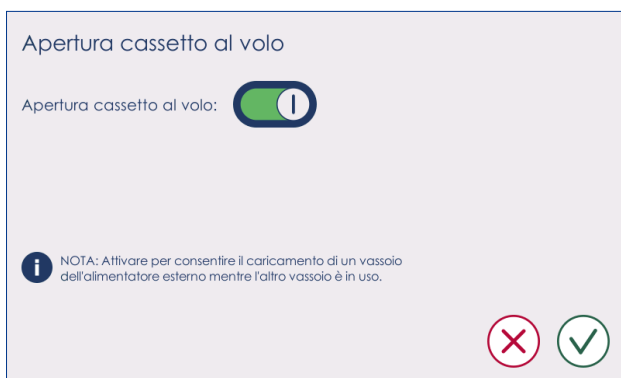 Apertura cassetto al volo
Apertura cassetto al volo:
NOTA: Attivare per consentire il caricamento di un vassoio
dell'alimentatore esterno mentre l'altro vassoio è in uso.